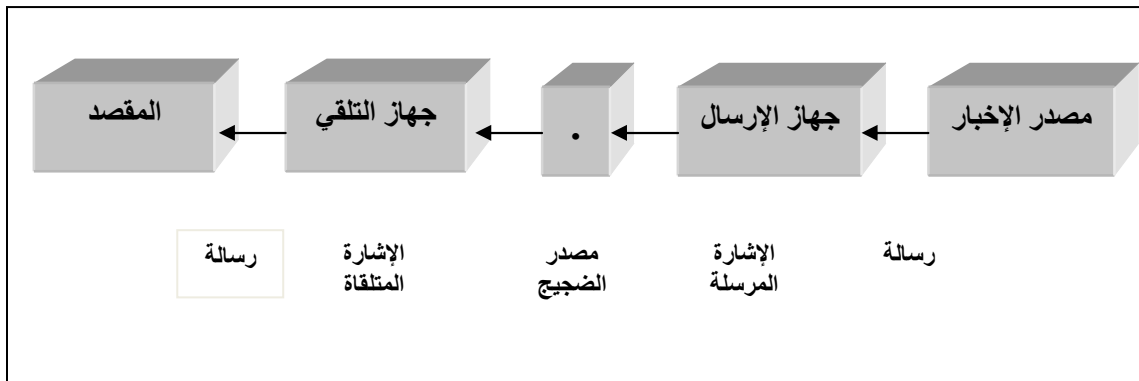 مصدر الإخبار
جهاز الإرسال
.
جهاز التلقي
المقصد
رسالة
الإشارة
المرسلة
مصدر
الضجيج
الإشارة
المتلقاة
رسالة